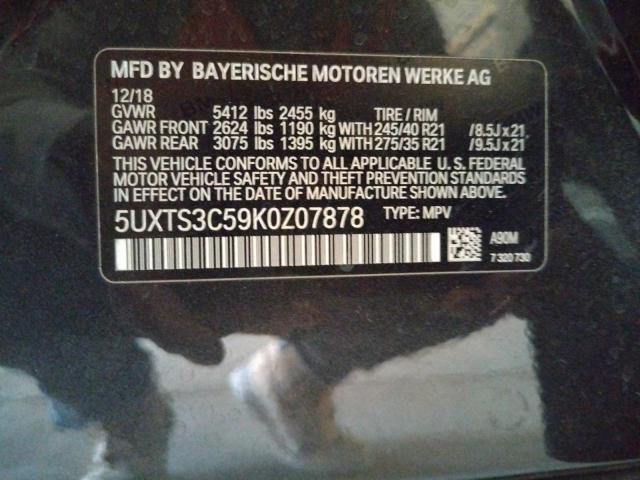 MFD BY BAYERISCHE MOTOREN WERKE AG
12/18
GVWR 5412 lbs 2455 kg TIRE / RIM
GAWR FRONT 2624 lbs 1190 kg WITH 245/40 R21 /8.5J x 21
GAWR REAR 3075 lbs 1395 kg WITH 275/35 R21 /9.5J x 21
THIS VEHICLE CONFORMS TO ALL APPLICABLE U. S. FEDERAL
MOTOR VEHICLE SAFETY AND THEFT PREVENTION STANDARDS
IN EFFECT ON THE DATE OF MANUFACTURE SHOWN ABOVE.
5UXTS3C59K0Z07878 TYPE: MPV
A90M
7 320 730